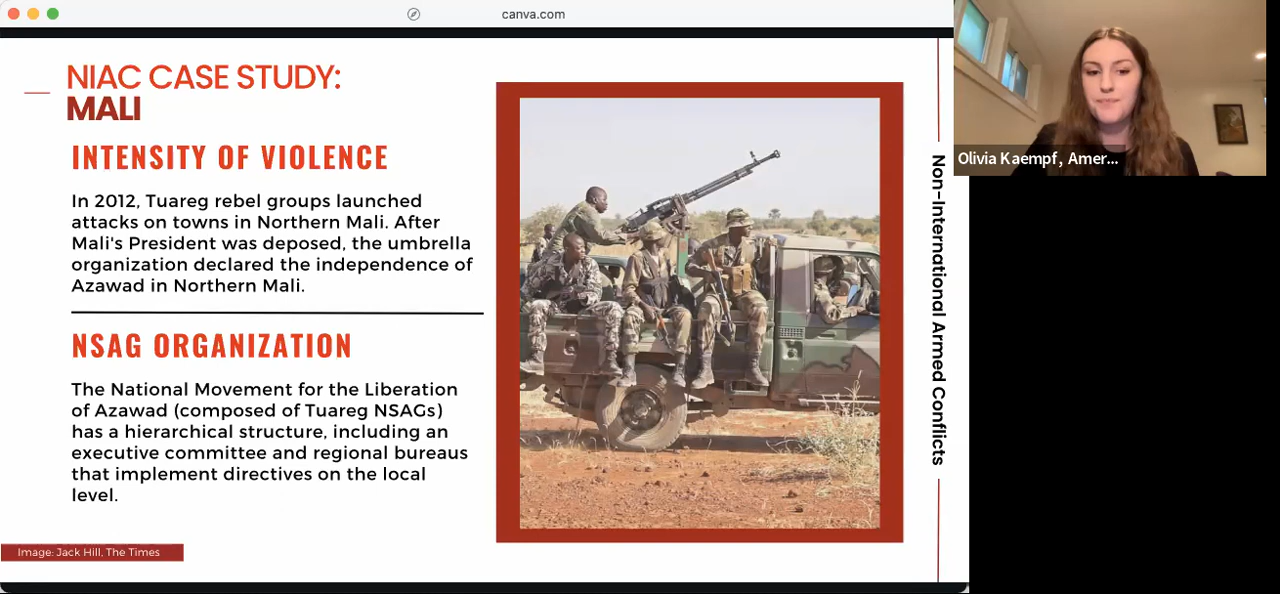 canva.com
NIAC CASE STUDY:
MALI
INTENSITY OF VIOLENCE
In 2012, Tuareg rebel groups launched
attacks on towns in Northern Mali. After
Mali's President was deposed, the umbrella
organization declared the independence of
Azawad in Northern Mali.
NSAG ORGANIZATION
The National Movement for the Liberation
of Azawad (composed of Tuareg NSAGs)
has a hierarchical structure, including an
executive committee and regional bureaus
that implement directives on the local
level.
Image: Jack Hill, The Times
Non-International Armed Conflicts
Olivia Kaempf, Amer...